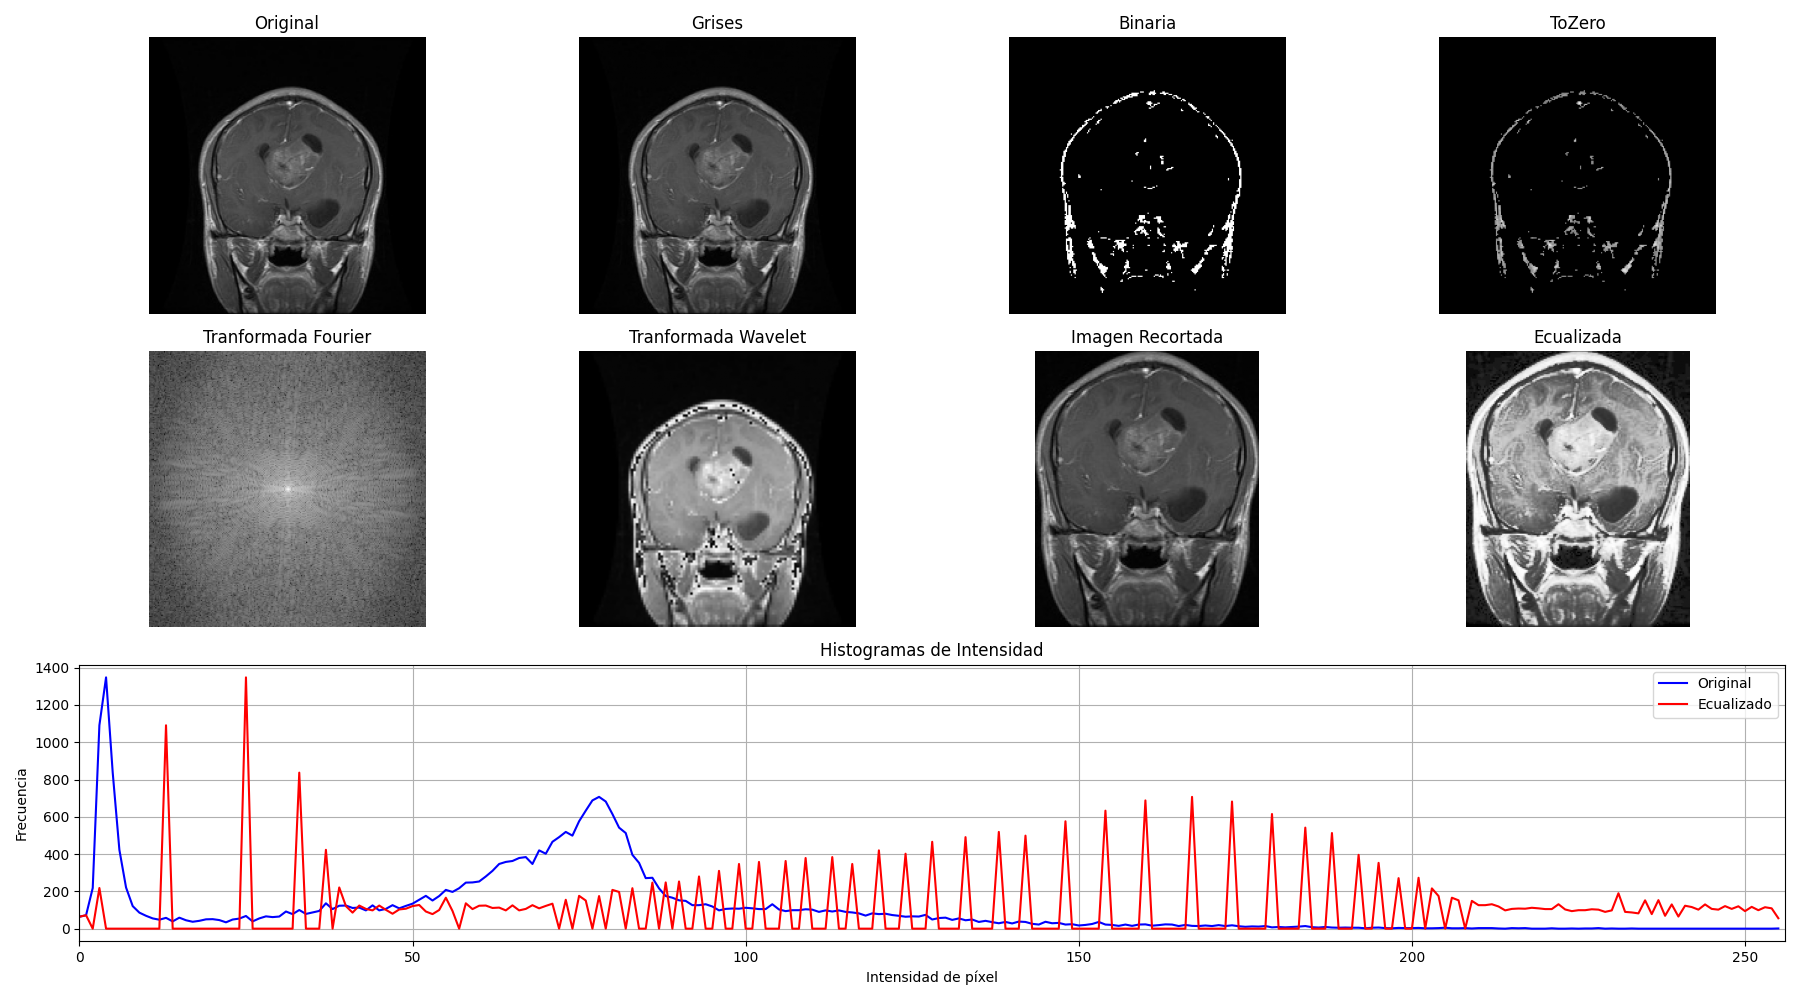 Original
Grises
Binaria
ToZero
Tranformada Fourier
Tranformada Wavelet
Imagen Recortada
Ecualizada
Histogramas de Intensidad
1400
1200
1000
800
600
400
200
0
Frecuencia
Original
Ecualizado
0
50
100
150
200
250
Intensidad de píxel